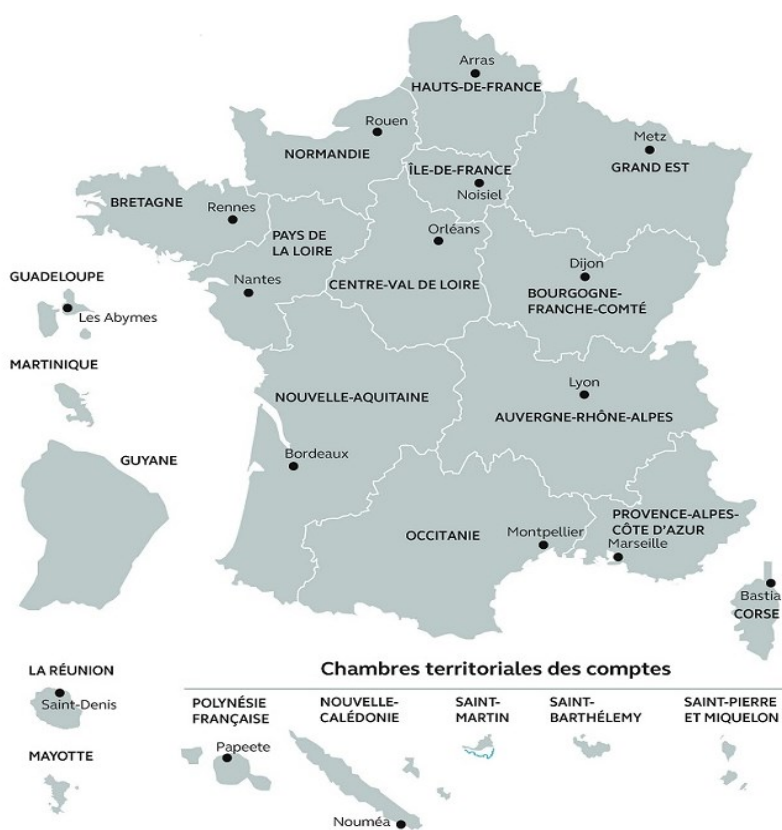 Arras
HAUTS-DE-FRANCE
Rouen
NORMANDIE
Metz
GRAND EST
ÎLE-DE-FRANCE
Noisiel
BRETAGNE
Rennes
PAYS DE
LA LOIRE
Orléans
CENTRE-VAL DE LOIRE
Nantes
Dijon
BOURGOGNE-
FRANCHE-COMTÉ
GUADELOUPE
Les Abymes
MARTINIQUE
NOUVELLE-AQUITAINE
Lyon
AUVERGNE-RHÔNE-ALPES
GUYANE
Bordeaux
OCCITANIE
Montpellier
PROVENCE-ALPES-
CÔTE D'AZUR
Marseille
Bastia
CORSE
LA RÉUNION
Saint-Denis
MAYOTTE
Chambres territoriales des comptes
POLYNÉSIE
FRANÇAISE
Papeete
NOUVELLE-
CALÉDONIE
Nouméa
SAINT-
MARTIN
SAINT-
BARTHÉLEMY
SAINT-PIERRE
ET MIQUELON